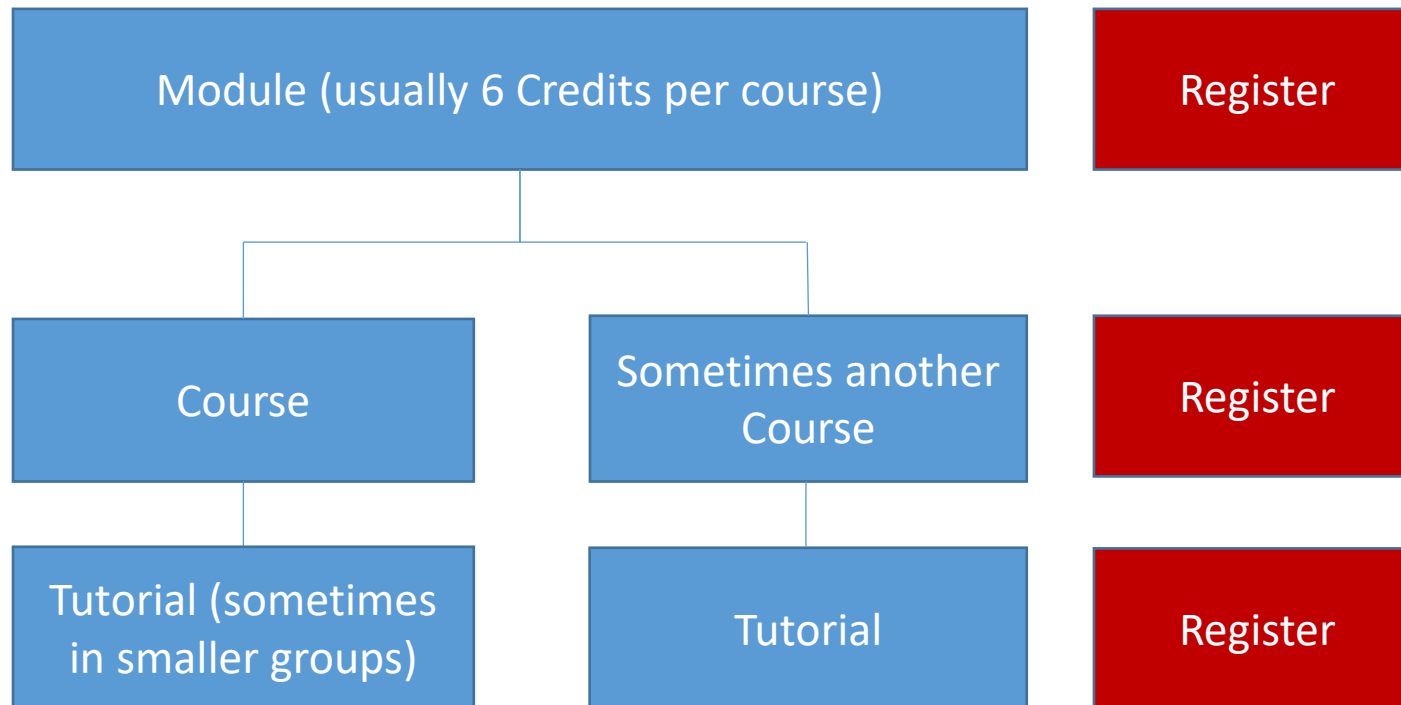 Module (usually 6 Credits per course)
Register
Course
Sometimes another
Course
Register
Tutorial (sometimes
in smaller groups)
Tutorial
Register